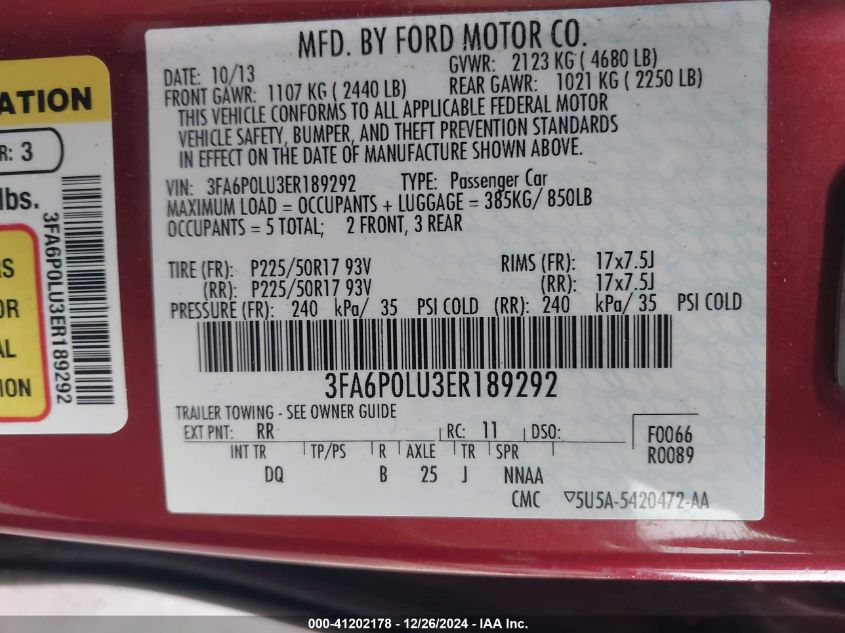 MFD. BY FORD MOTOR CO.
DATE: 10/13 GVWR: 2123 KG ( 4680 LB)
FRONT GAWR: 1107 KG ( 2440 LB) REAR GAWR: 1021 KG ( 2250 LB)
THIS VEHICLE CONFORMS TO ALL APPLICABLE FEDERAL MOTOR
VEHICLE SAFETY, BUMPER, AND THEFT PREVENTION STANDARDS
IN EFFECT ON THE DATE OF MANUFACTURE SHOWN ABOVE.
VIN: 3FA6P0LU3ER189292 TYPE: Passenger Car
MAXIMUM LOAD = OCCUPANTS + LUGGAGE = 385KG/ 850LB
OCCUPANTS = 5 TOTAL; 2 FRONT, 3 REAR
TIRE (FR): P225/50R17 93V RIMS (FR): 17x7.5J
(RR): P225/50R17 93V (RR): 17x7.5J
PRESSURE (FR): 240 kPa/ 35 PSI COLD (RR): 240 kPa/ 35 PSI COLD
3FA6P0LU3ER189292
TRAILER TOWING - SEE OWNER GUIDE
EXT PNT: RR RC: 11 DSO: F0066
INT TR TP/PS R AXLE TR SPR R0089
DQ B 25 J NNAA
CMC ▽5U5A-5420472-AA
ATION
R: 3
lbs.
3FA6P0LU3ER189292
RS
OR
AL
ION
000-41202178 - 12/26/2024 - IAA Inc.